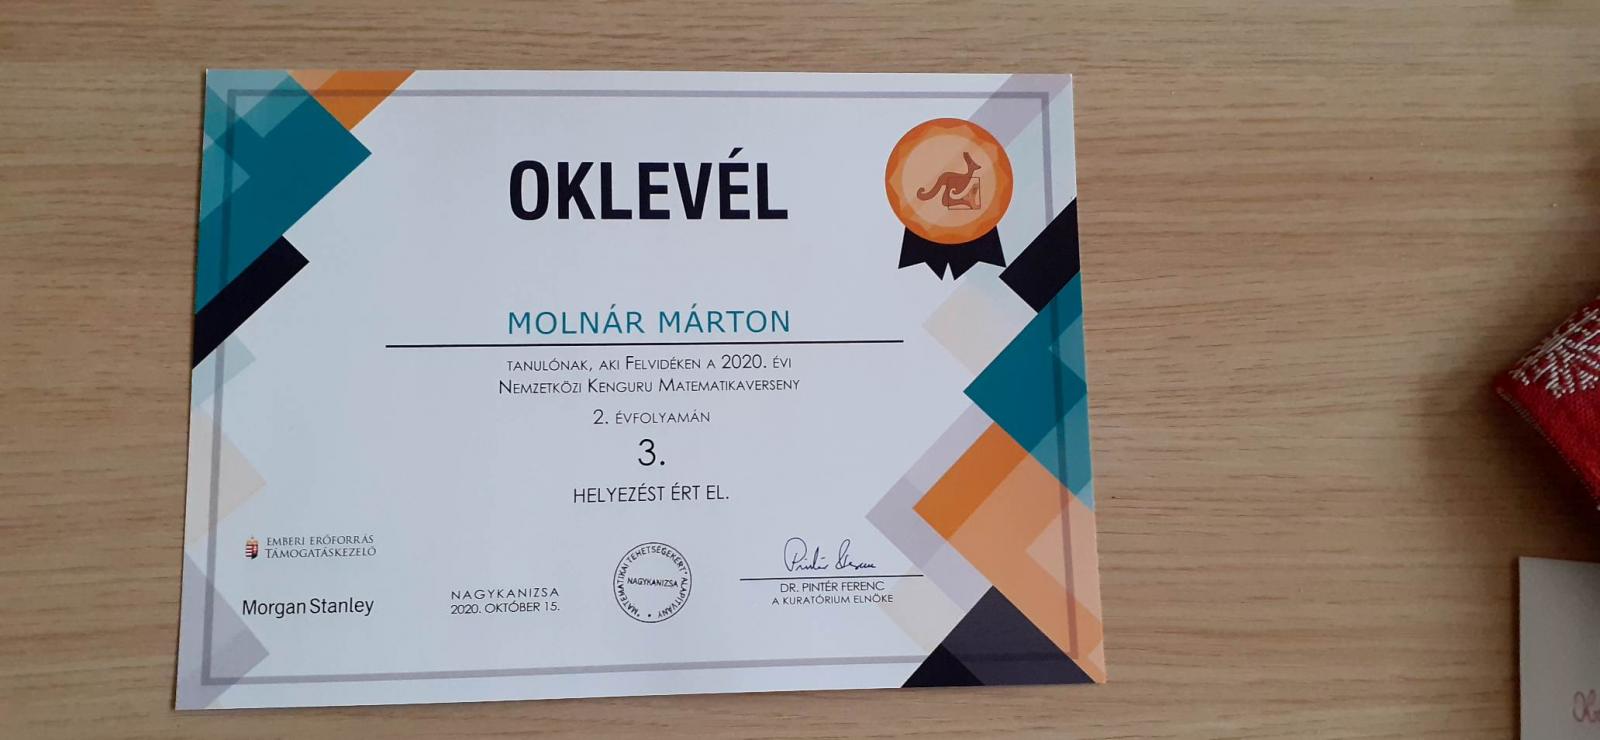 OKLEVÉL
MOLNÁR MÁRTON
TANULÓNAK, AKI FELVIDÉKEN A 2020. ÉVI
NEMZETKÖZI KENGURU MATEMATIKAVERSENY
2. ÉVFOLYAMÁN
3.
HELYEZÉST ÉRT EL.
EMBERI ERŐFORRÁS
TÁMOGATÁSKEZELŐ
Morgan Stanley
NAGYKANIZSA
2020. OKTÓBER 15.
"MATEMATIKAI TEHETSÉGEKÉRT" ALAPÍTVÁNY
NAGYKANIZSA
DR. PINTÉR FERENC
A KURATÓRIUM ELNÖKE